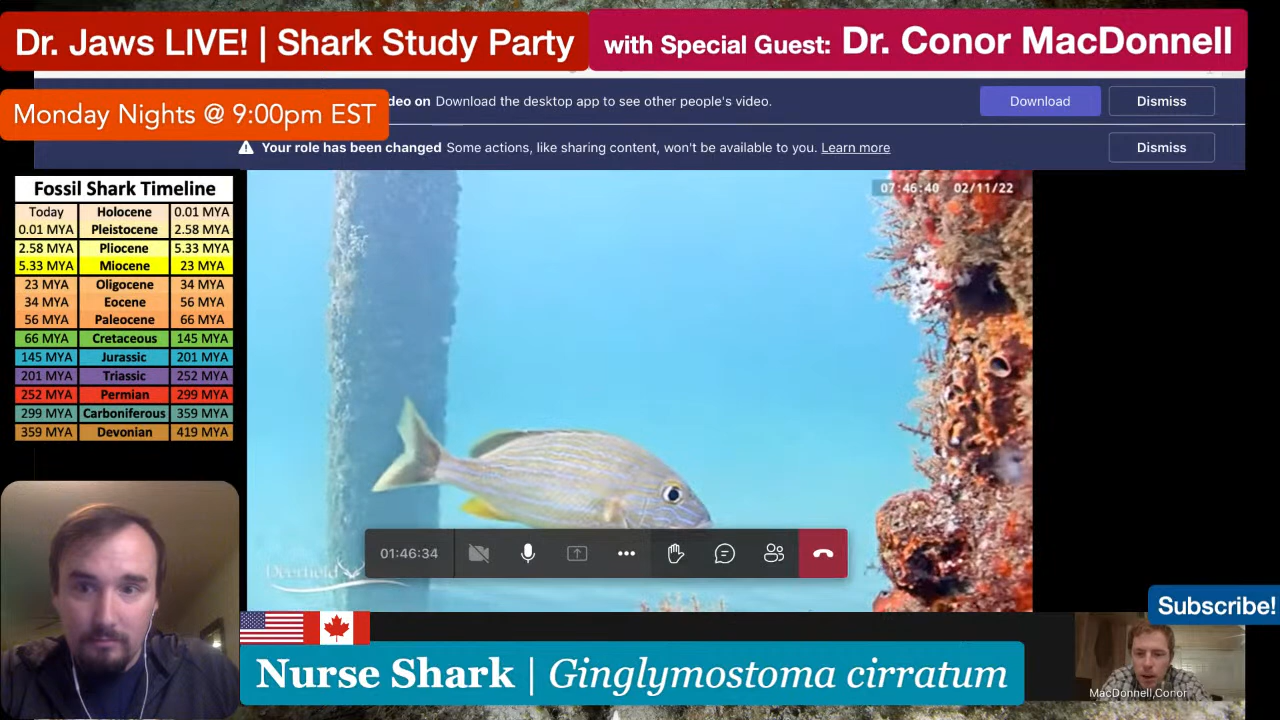 Dr. Jaws LIVE! | Shark Study Party
with Special Guest: Dr. Conor MacDonnell
Monday Nights @ 9:00pm EST
deo on Download the desktop app to see other people's video.
Download
Dismiss
Your role has been changed Some actions, like sharing content, won't be available to you. Learn more
Dismiss
Fossil Shark Timeline
Today Holocene 0.01 MYA
0.01 MYA Pleistocene 2.58 MYA
2.58 MYA Pliocene 5.33 MYA
5.33 MYA Miocene 23 MYA
23 MYA Oligocene 34 MYA
34 MYA Eocene 56 MYA
56 MYA Paleocene 66 MYA
66 MYA Cretaceous 145 MYA
145 MYA Jurassic 201 MYA
201 MYA Triassic 252 MYA
252 MYA Permian 299 MYA
299 MYA Carboniferous 359 MYA
359 MYA Devonian 419 MYA
07:46:40 02/11/22
01:46:34
Deerfield
Subscribe!
Nurse Shark | Ginglymostoma cirratum
MacDonnell,Conor